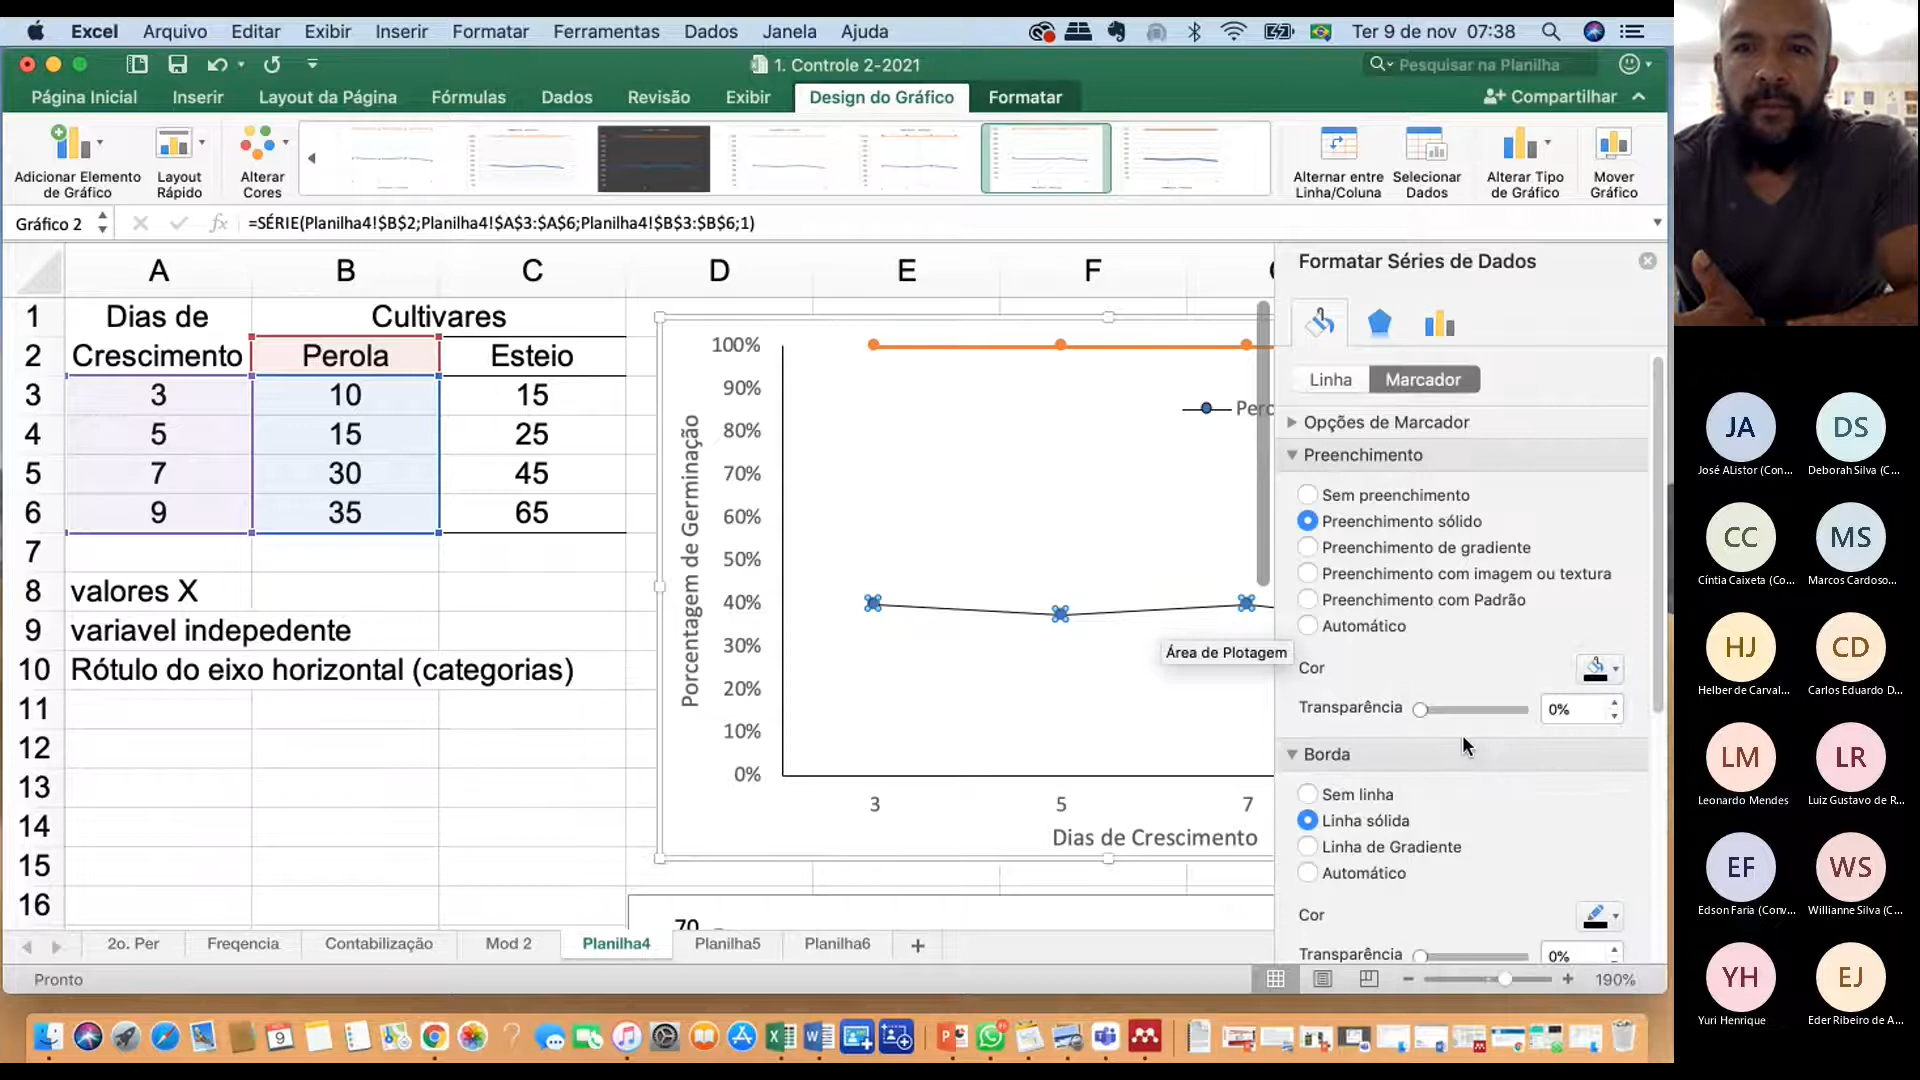 Excel Arquivo Editar Exibir Inserir Formatar Ferramentas Dados Janela Ajuda Ter 9 de nov 07:38
1. Controle 2-2021
Pesquisar na Planilha
Página Inicial Inserir Layout da Página Fórmulas Dados Revisão Exibir Design do Gráfico Formatar Compartilhar
Adicionar Elemento de Gráfico
Layout Rápido
Alterar Cores
Alternar entre Linha/Coluna
Selecionar Dados
Alterar Tipo de Gráfico
Mover Gráfico
Gráfico 2 fx =SÉRIE(Planilha4!$B$2;Planilha4!$A$3:$A$6;Planilha4!$B$3:$B$6;1)
A B C D E F
1 Dias de Cultivares
2 Crescimento Perola Esteio
3 3 10 15
4 5 15 25
5 7 30 45
6 9 35 65
7
8 valores X
9 variavel indepedente
10 Rótulo do eixo horizontal (categorias)
11
12
13
14
15
16
100%
90%
80%
70%
60%
50%
40%
30%
20%
10%
0%
Porcentagem de Germinação
Pero
Área de Plotagem
3 5 7
Dias de Crescimento
70
Formatar Séries de Dados
Linha Marcador
Opções de Marcador
Preenchimento
Sem preenchimento
Preenchimento sólido
Preenchimento de gradiente
Preenchimento com imagem ou textura
Preenchimento com Padrão
Automático
Cor
Transparência 0%
Borda
Sem linha
Linha sólida
Linha de Gradiente
Automático
Cor
Transparência 0%
2o. Per Freqencia Contabilização Mod 2 Planilha4 Planilha5 Planilha6 +
Pronto 190%
JA DS
José AListor (Con... Deborah Silva (C...
CC MS
Cíntia Caixeta (Co... Marcos Cardoso...
HJ CD
Helber de Carval... Carlos Eduardo D...
LM LR
Leonardo Mendes Luiz Gustavo de R...
EF WS
Edson Faria (Conv... Willianne Silva (C...
YH EJ
Yuri Henrique Eder Ribeiro de A...